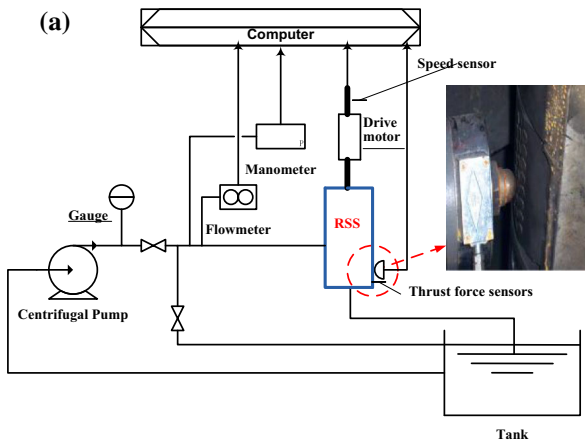 (a)
Computer
Speed sensor
Drive
motor
P
Manometer
Gauge
Flowmeter
RSS
Thrust force sensors
Centrifugal Pump
Tank